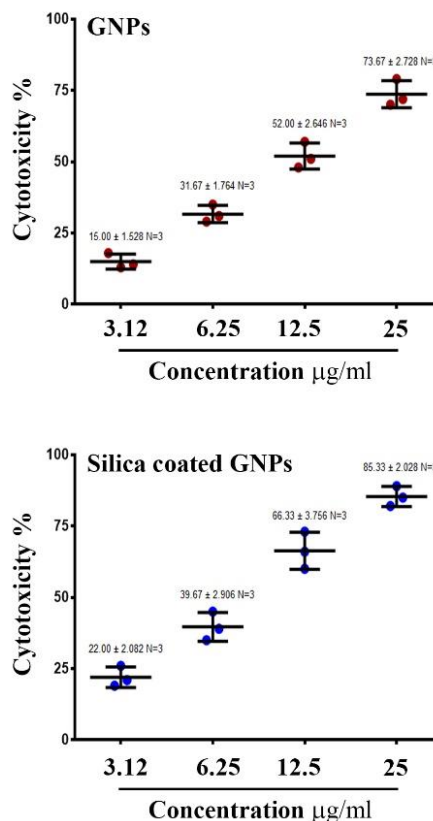 GNPs
100
75
50
25
0
Cytotoxicity %
15.00 ± 1.528 N=3
31.67 ± 1.764 N=3
52.00 ± 2.646 N=3
73.67 ± 2.728 N=
3.12 6.25 12.5 25
Concentration µg/ml
Silica coated GNPs
100
75
50
25
0
Cytotoxicity %
22.00 ± 2.082 N=3
39.67 ± 2.906 N=3
66.33 ± 3.756 N=3
85.33 ± 2.028 N=
3.12 6.25 12.5 25
Concentration µg/ml